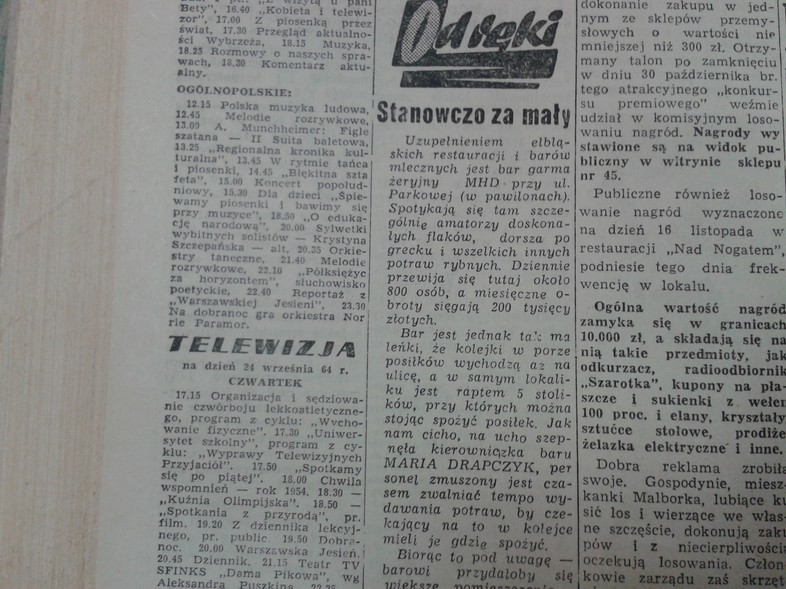 Bety", 16.40 „Kobieta i telewi-
zor", 17.00 Z piosenką przez
świat, 17.30 Przegląd aktualno-
ści Wybrzeża, 18.15 Muzyka,
18.25 Rozmowy o naszych spra-
wach, 18.30 Komentarz aktu-
alny.
OGÓLNOPOLSKIE:
12.15 Polska muzyka ludowa,
12.45 Melodie rozrywkowe,
13.00 A. Munchheimer: Figle
szatana — II Suita baletowa,
13.25 „Regionalna kronika kul-
turalna", 13.45 W rytmie tańca
i piosenki, 14.45 „Błękitna szta
feta", 15.00 Koncert popołud-
niowy, 15.30 Dla dzieci „Śpie-
wamy piosenki i bawimy się
przy muzyce", 18.50 „O eduka-
cję narodową", 20.00 Sylwetki
wybitnych solistów — Krystyna
Szczepańska — alt, 20.35 Orkie-
stry taneczne, 21.40 Melodie
rozrywkowe, 22.10 „Półksiężyc
za horyzontem", słuchowisko
poetyckie, 22.40 Reportaż z
„Warszawskiej Jesieni", 23.30
Na dobranoc gra orkiestra Nor
rie Paramor.
TELEWIZJA
na dzień 24 września 64 r.
CZWARTEK
17.15 Organizacja i sędziowa-
nie czwórboju lekkoatletyczne-
go, program z cyklu: „Wycho-
wanie fizyczne". 17.30 „Uniwer-
sytet szkolny", program z cy-
klu: „Wyprawy Telewizyjnych
Przyjaciół". 17.50 „Spotkamy
się po piątej". 18.00 Chwila
wspomnień — rok 1954. 18.30 —
„Kuźnia Olimpijska". 18.50 —
„Spotkania z przyrodą", pr.
film. 19.20 Z dziennika lekcyj-
nego, pr. public. 19.50 Dobra-
noc. 20.00 Warszawska Jesień.
20.45 Dziennik. 21.15 Teatr TV
SFINKS „Dama Pikowa", wg
Aleksandra Puszkina
Od ręki
Stanowczo za mały
Uzupełnieniem elblą-
skich restauracji i barów
mlecznych jest bar garma
żeryjny MHD przy ul.
Parkowej (w pawilonach).
Spotykają się tam szcze-
gólnie amatorzy doskona-
łych flaków, dorsza po
grecku i wszelkich innych
potraw rybnych. Dziennie
przewija się tutaj około
800 osób, a miesięczne o-
broty sięgają 200 tysięcy
złotych.
Bar jest jednak tak ma
leńki, że kolejki w porze
posiłków wychodzą aż na
ulicę, a w samym lokali-
ku jest raptem 5 stoli-
ków, przy których można
stojąc spożyć posiłek. Jak
nam cicho, na ucho szep-
nęła kierowniczka baru
MARIA DRAPCZYK, per
sonel zmuszony jest cza-
sem zwalniać tempo wy-
dawania potraw, by cze-
kający na to w kolejce
mieli je gdzie spożyć.
Biorąc to pod uwagę —
barowi przydałoby się
większe pomieszczenie
dokonanie zakupu w jed-
nym ze sklepów przemy-
słowych o wartości nie
mniejszej niż 300 zł. Otrzy-
many talon po zamknięciu
w dniu 30 października br.
tego atrakcyjnego „konkur-
su premiowego" weźmie
udział w komisyjnym loso-
waniu nagród. Nagrody wy
stawione są na widok pu-
bliczny w witrynie sklepu
nr 45.
Publiczne również loso-
wanie nagród wyznaczone
na dzień 16 listopada w
restauracji „Nad Nogatem",
podniesie tego dnia frek-
wencję w lokalu.
Ogólna wartość nagród
zamyka się w granicach
10.000 zł, a składają się na
nią takie przedmioty, jak
odkurzacz, radioodbiornik
„Szarotka", kupony na pła-
szcze i sukienki z wełen
100 proc. i elany, kryształy
sztućce stołowe, prodiże
żelazka elektryczne i inne.
Dobra reklama zrobiła
swoje. Gospodynie, miesz-
kanki Malborka, lubiące ku
sić los i wierzące we włas-
ne szczęście, dokonują zaku
pów i z niecierpliwością
oczekują losowania. Człon-
kowie zarządu zaś skrzęt